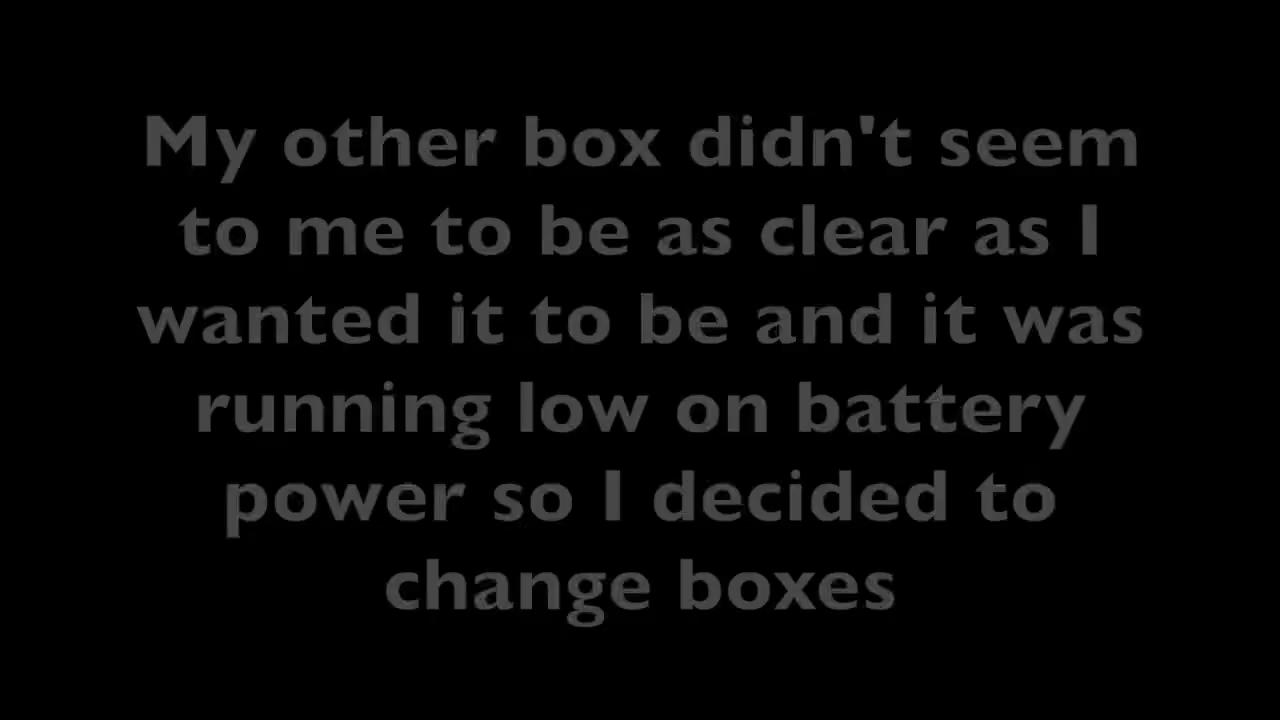 My other box didn't seem
to me to be as clear as I
wanted it to be and it was
running low on battery
power so I decided to
change boxes